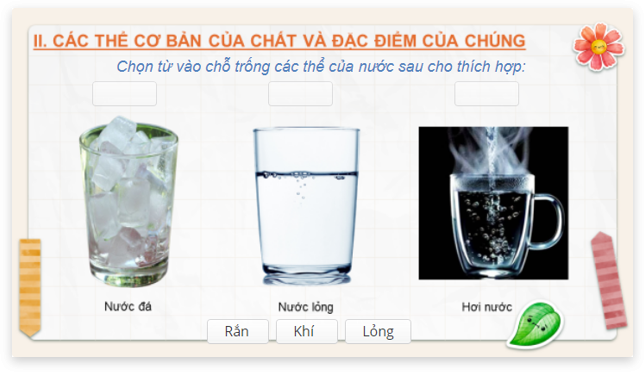 II. CÁC THỂ CƠ BẢN CỦA CHẤT VÀ ĐẶC ĐIỂM CỦA CHÚNG
Chọn từ vào chỗ trống các thể của nước sau cho thích hợp:
Nước đá Nước lỏng Hơi nước
Rắn Khí Lỏng